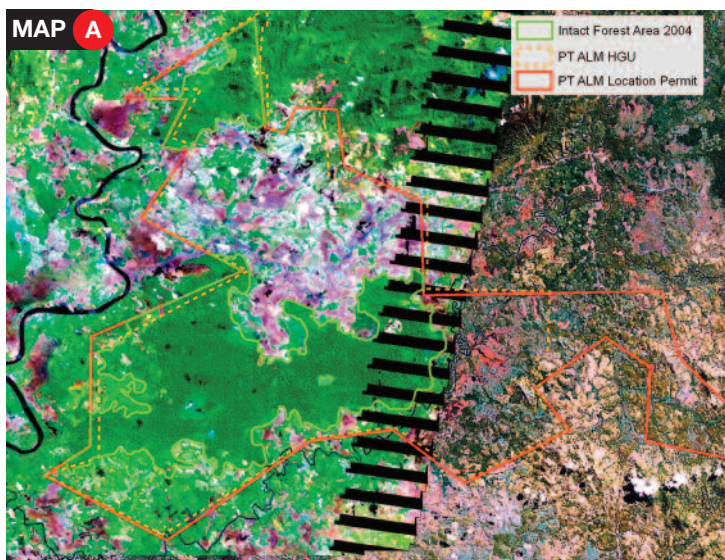 MAP A
Intact Forest Area 2004
PT ALM HGU
PT ALM Location Permit